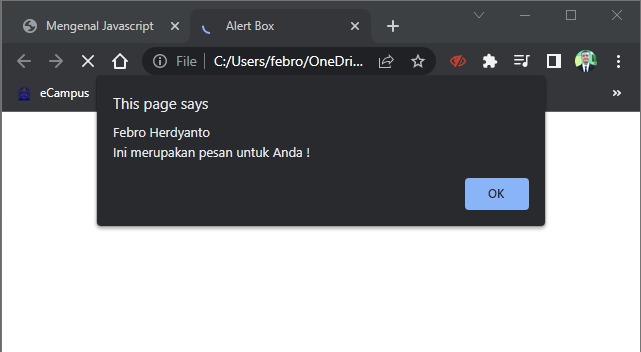 Mengenal Javascript
Alert Box
File
C:/Users/febro/OneDri...
eCampus
»
This page says
Febro Herdyanto
Ini merupakan pesan untuk Anda !
OK